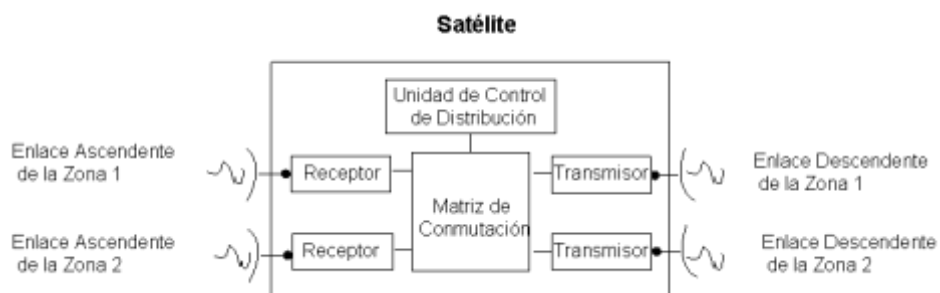 Satélite
Unidad de Control
de Distribución
Enlace Ascendente
de la Zona 1
Receptor
Matriz de
Conmutación
Transmisor
Enlace Descendente
de la Zona 1
Enlace Ascendente
de la Zona 2
Receptor
Transmisor
Enlace Descendente
de la Zona 2